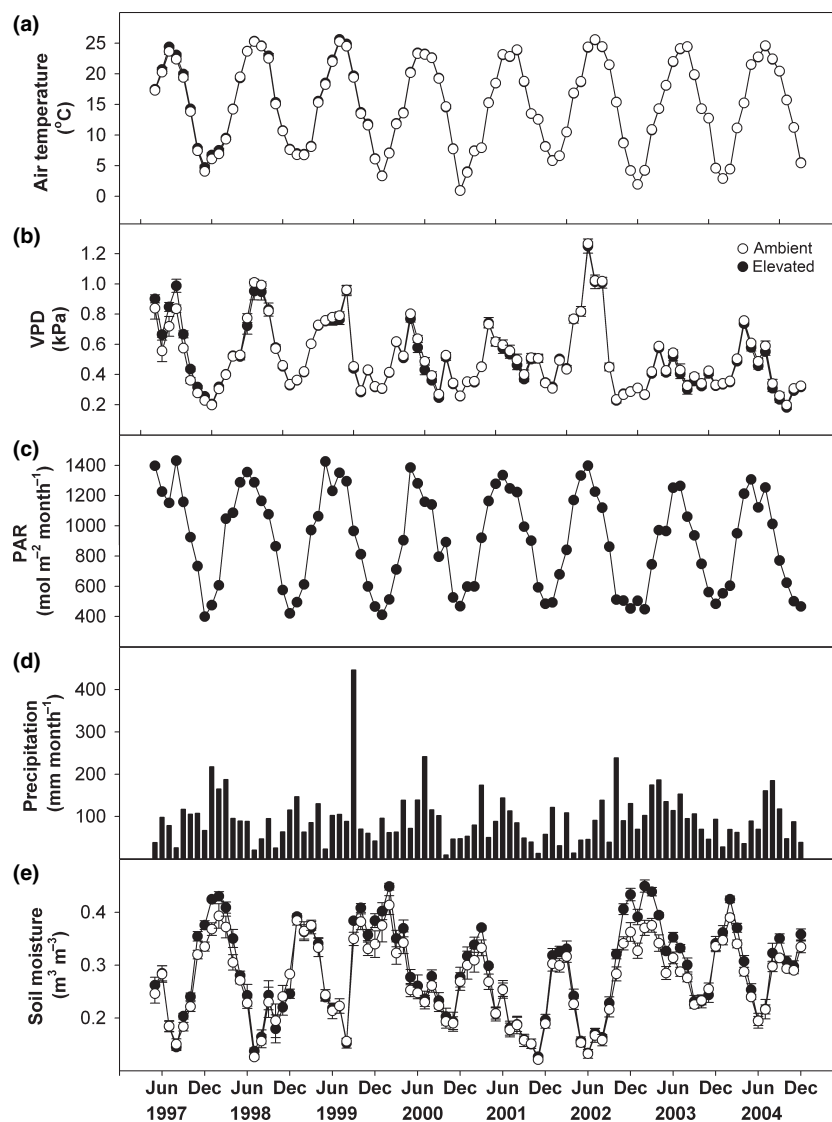 (a)
Air temperature
(°C)
25
20
15
10
5
0
(b)
VPD
(kPa)
1.2
1.0
0.8
0.6
0.4
0.2
Ambient
Elevated
(c)
PAR
(mol m⁻² month⁻¹)
1400
1200
1000
800
600
400
(d)
Precipitation
(mm month⁻¹)
400
300
200
100
(e)
Soil moisture
(m³ m⁻³)
0.4
0.3
0.2
Jun Dec Jun Dec Jun Dec Jun Dec Jun Dec Jun Dec Jun Dec Jun Dec
1997 1998 1999 2000 2001 2002 2003 2004